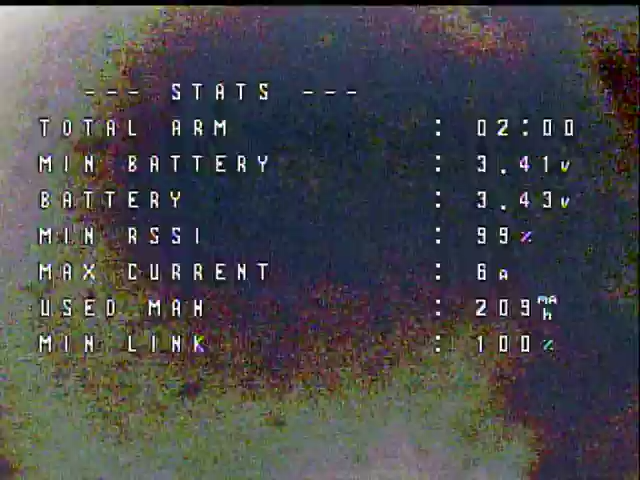 --- STATS ---
TOTAL ARM : 02:00
MIN BATTERY : 3.41V
BATTERY : 3.43V
MIN RSSI : 99%
MAX CURRENT : 6A
USED MAH : 209MAh
MIN LINK : 100%